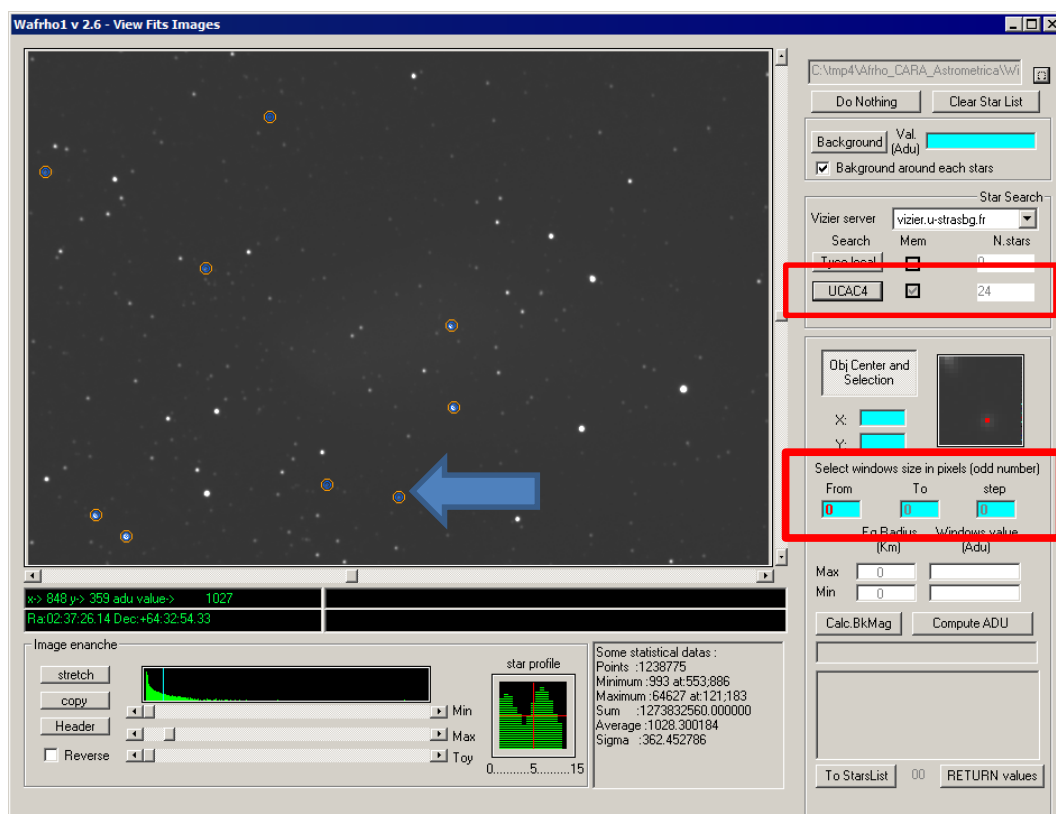 Wafrho1 v 2.6 - View Fits Images
C:\tmp4\Afrho_CARA_Astrometrica\Wi
Do Nothing Clear Star List
Background Val. (Adu)
Bakground around each stars
Star Search
Vizier server vizier.u-strasbg.fr
Search Mem N.stars
Tyco local 0
UCAC4 24
Obj Center and
Selection
X:
Y:
Select windows size in pixels (odd number)
From To step
0 0 0
Eq.Radius Windows value
(Km) (Adu)
Max 0
Min 0
Calc.BkMag Compute ADU
To StarsList 00 RETURN values
x-> 848 y-> 359 adu value-> 1027
Ra:02:37:26.14 Dec:+64:32:54.33
Image enanche
stretch
copy
Header
Reverse
Min
Max
Toy
star profile
0..........5..........15
Some statistical datas :
Points :1238775
Minimum :993 at:553;886
Maximum :64627 at:121;183
Sum :1273832560.000000
Average :1028.300184
Sigma :362.452786